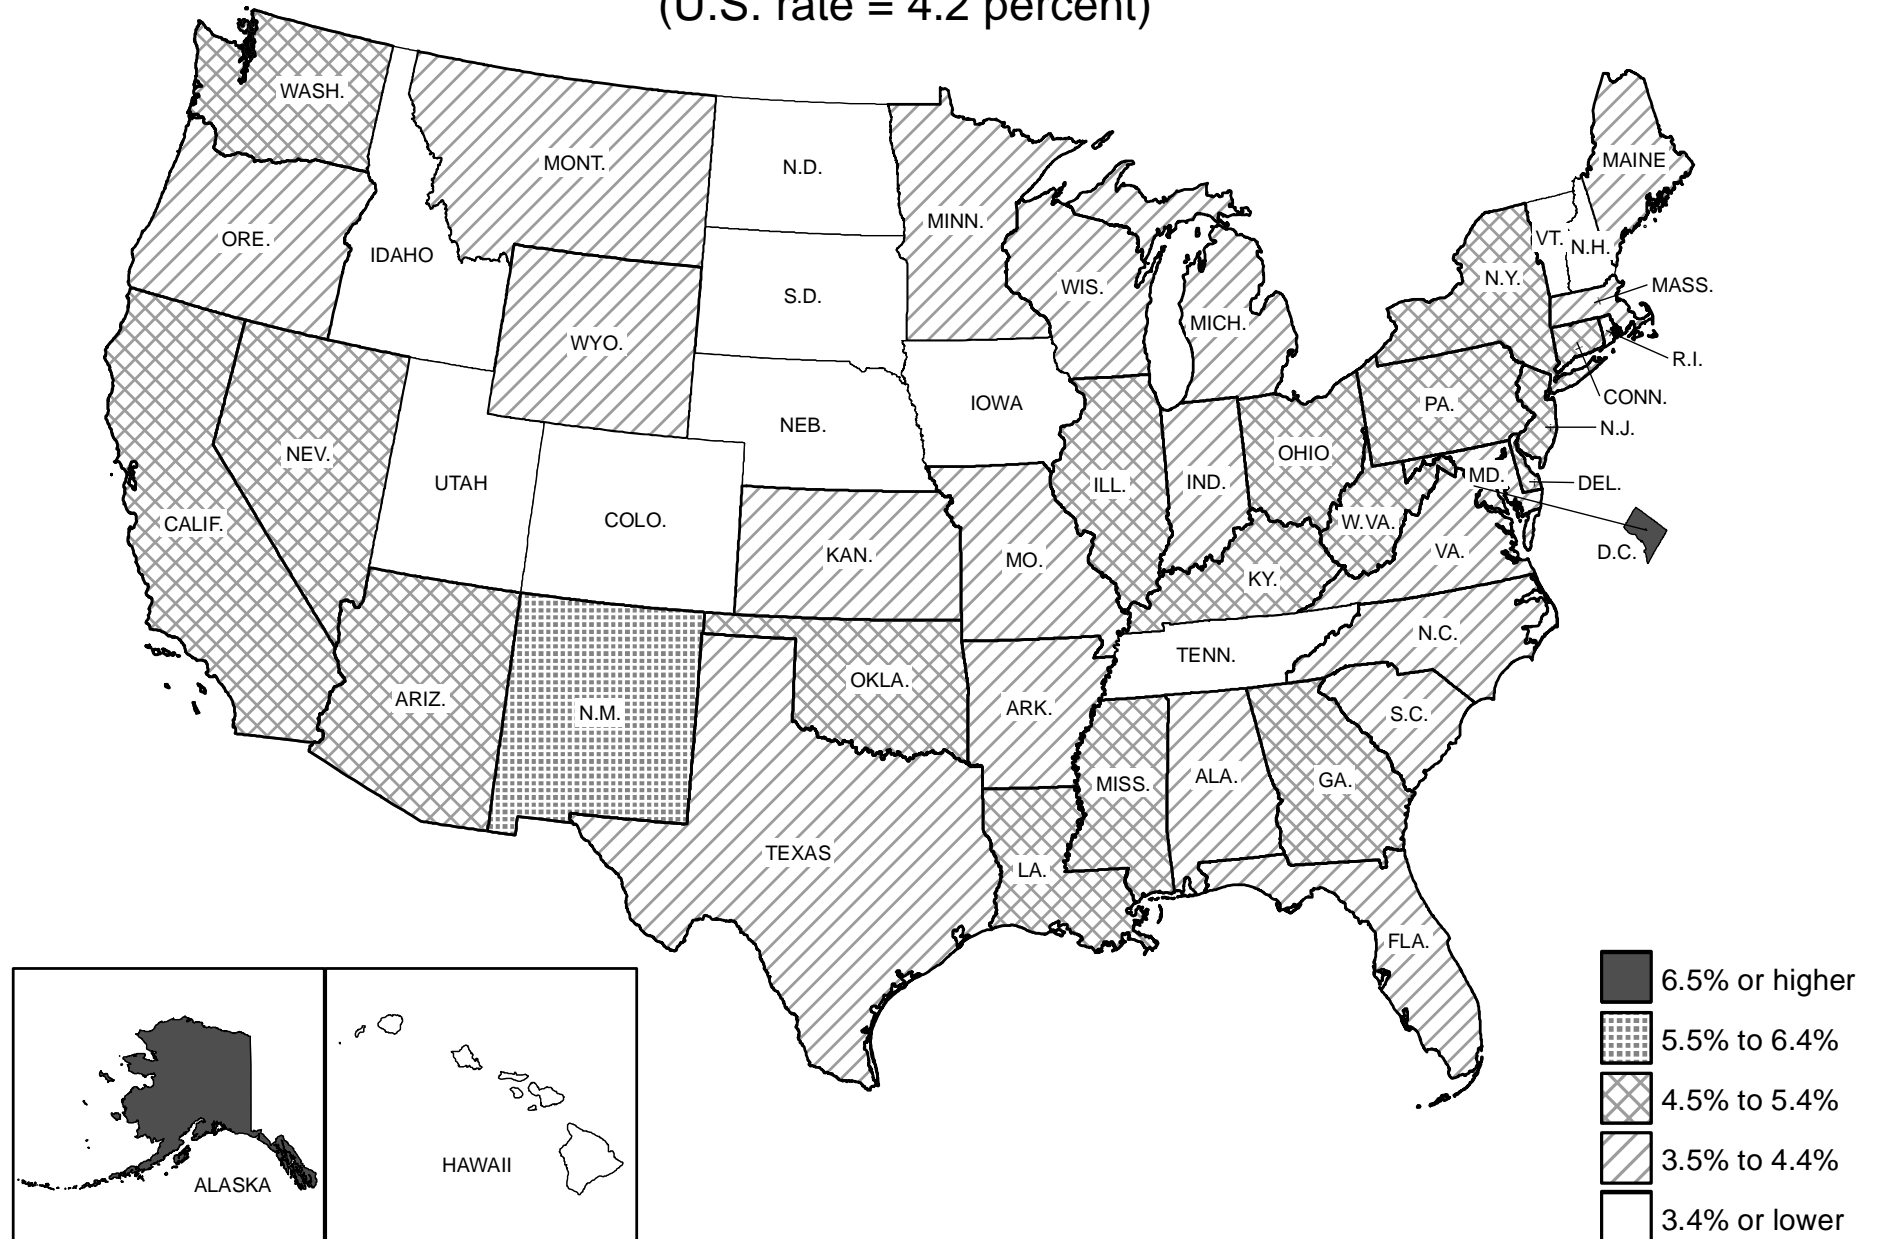 (U.S. rate = 4.2 percent)
WASH.
MONT.
N.D.
MINN.
MAINE
ORE.
IDAHO
VT.
N.H.
WIS.
N.Y.
MASS.
S.D.
MICH.
WYO.
R.I.
CONN.
IOWA
PA.
NEB.
N.J.
NEV.
OHIO
UTAH
ILL.
IND.
MD.
DEL.
COLO.
CALIF.
W.VA.
KAN.
MO.
VA.
D.C.
KY.
N.C.
TENN.
ARIZ.
OKLA.
N.M.
ARK.
S.C.
MISS.
ALA.
GA.
TEXAS
LA.
FLA.
HAWAII
ALASKA
6.5% or higher
5.5% to 6.4%
4.5% to 5.4%
3.5% to 4.4%
3.4% or lower